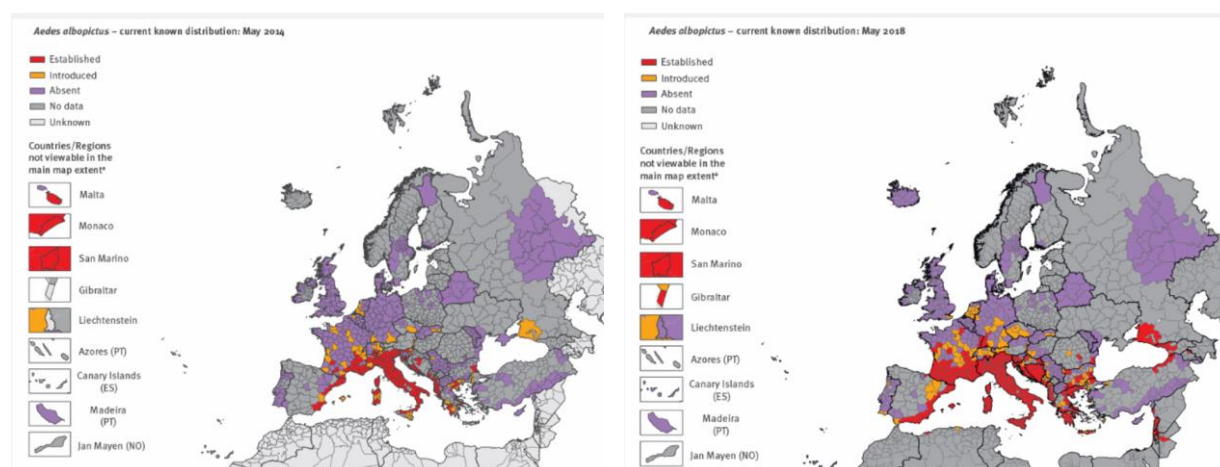 Aedes albopictus – current known distribution: May 2014
Established
Introduced
Absent
No data
Unknown
Countries/Regions
not viewable in the
main map extent*
Malta
Monaco
San Marino
Gibraltar
Liechtenstein
Azores (PT)
Canary Islands
(ES)
Madeira
(PT)
Jan Mayen (NO)
Aedes albopictus – current known distribution: May 2018
Established
Introduced
Absent
No data
Unknown
Countries/Regions
not viewable in the
main map extent*
Malta
Monaco
San Marino
Gibraltar
Liechtenstein
Azores (PT)
Canary Islands
(ES)
Madeira
(PT)
Jan Mayen (NO)